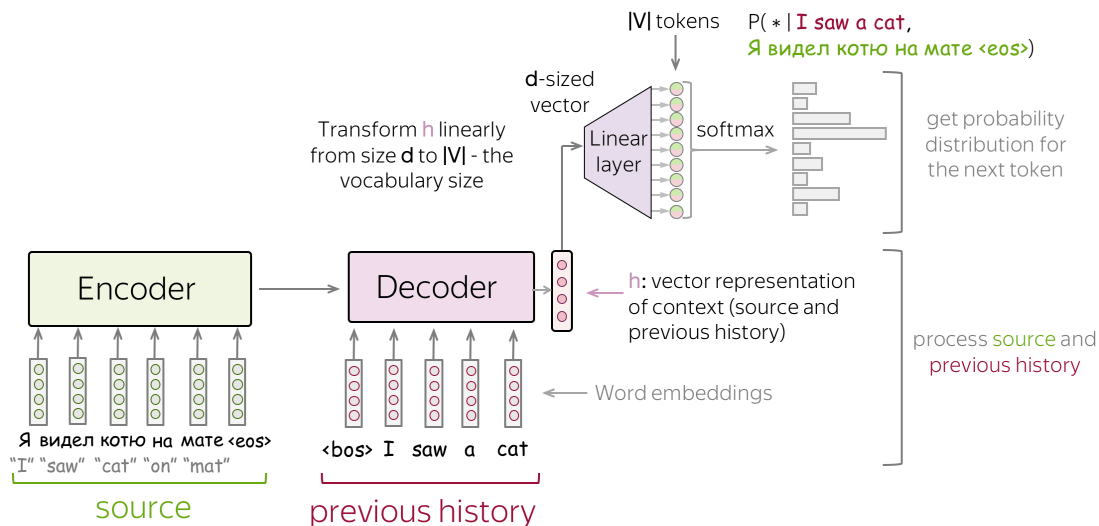 |V| tokens
P( * | I saw a cat,
Я видел котю на мате <eos>)
d-sized
vector
Transform h linearly
from size d to |V| - the
vocabulary size
Linear
layer
softmax
get probability
distribution for
the next token
Encoder
Decoder
h: vector representation
of context (source and
previous history)
process source and
previous history
Word embeddings
Я видел котю на мате <eos>
"I" "saw" "cat" "on" "mat"
<bos> I saw a cat
source
previous history